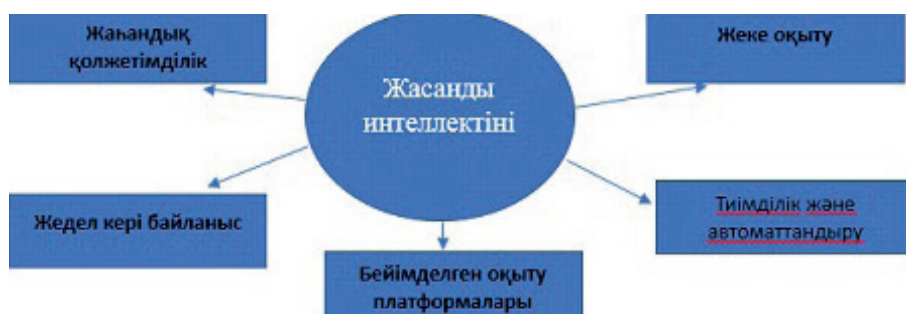 Жаһандық
қолжетімділік
Жеке оқыту
Жасанды
интеллектіні
Жедел кері байланыс
Тиімділік және
автоматтандыру
Бейімделген оқыту
платформалары